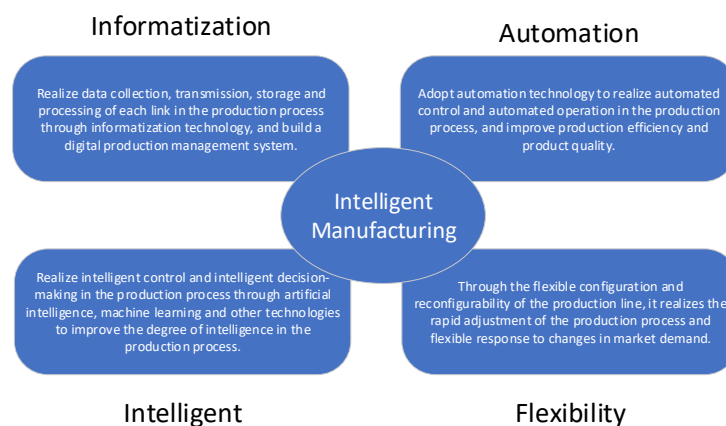 Informatization
Automation
Realize data collection, transmission, storage and
processing of each link in the production process
through informatization technology, and build a
digital production management system.
Adopt automation technology to realize automated
control and automated operation in the production
process, and improve production efficiency and
product quality.
Intelligent
Manufacturing
Realize intelligent control and intelligent decision-
making in the production process through artificial
intelligence, machine learning and other technologies
to improve the degree of intelligence in the
production process.
Through the flexible configuration and
reconfigurability of the production line, it realizes the
rapid adjustment of the production process and
flexible response to changes in market demand.
Intelligent
Flexibility